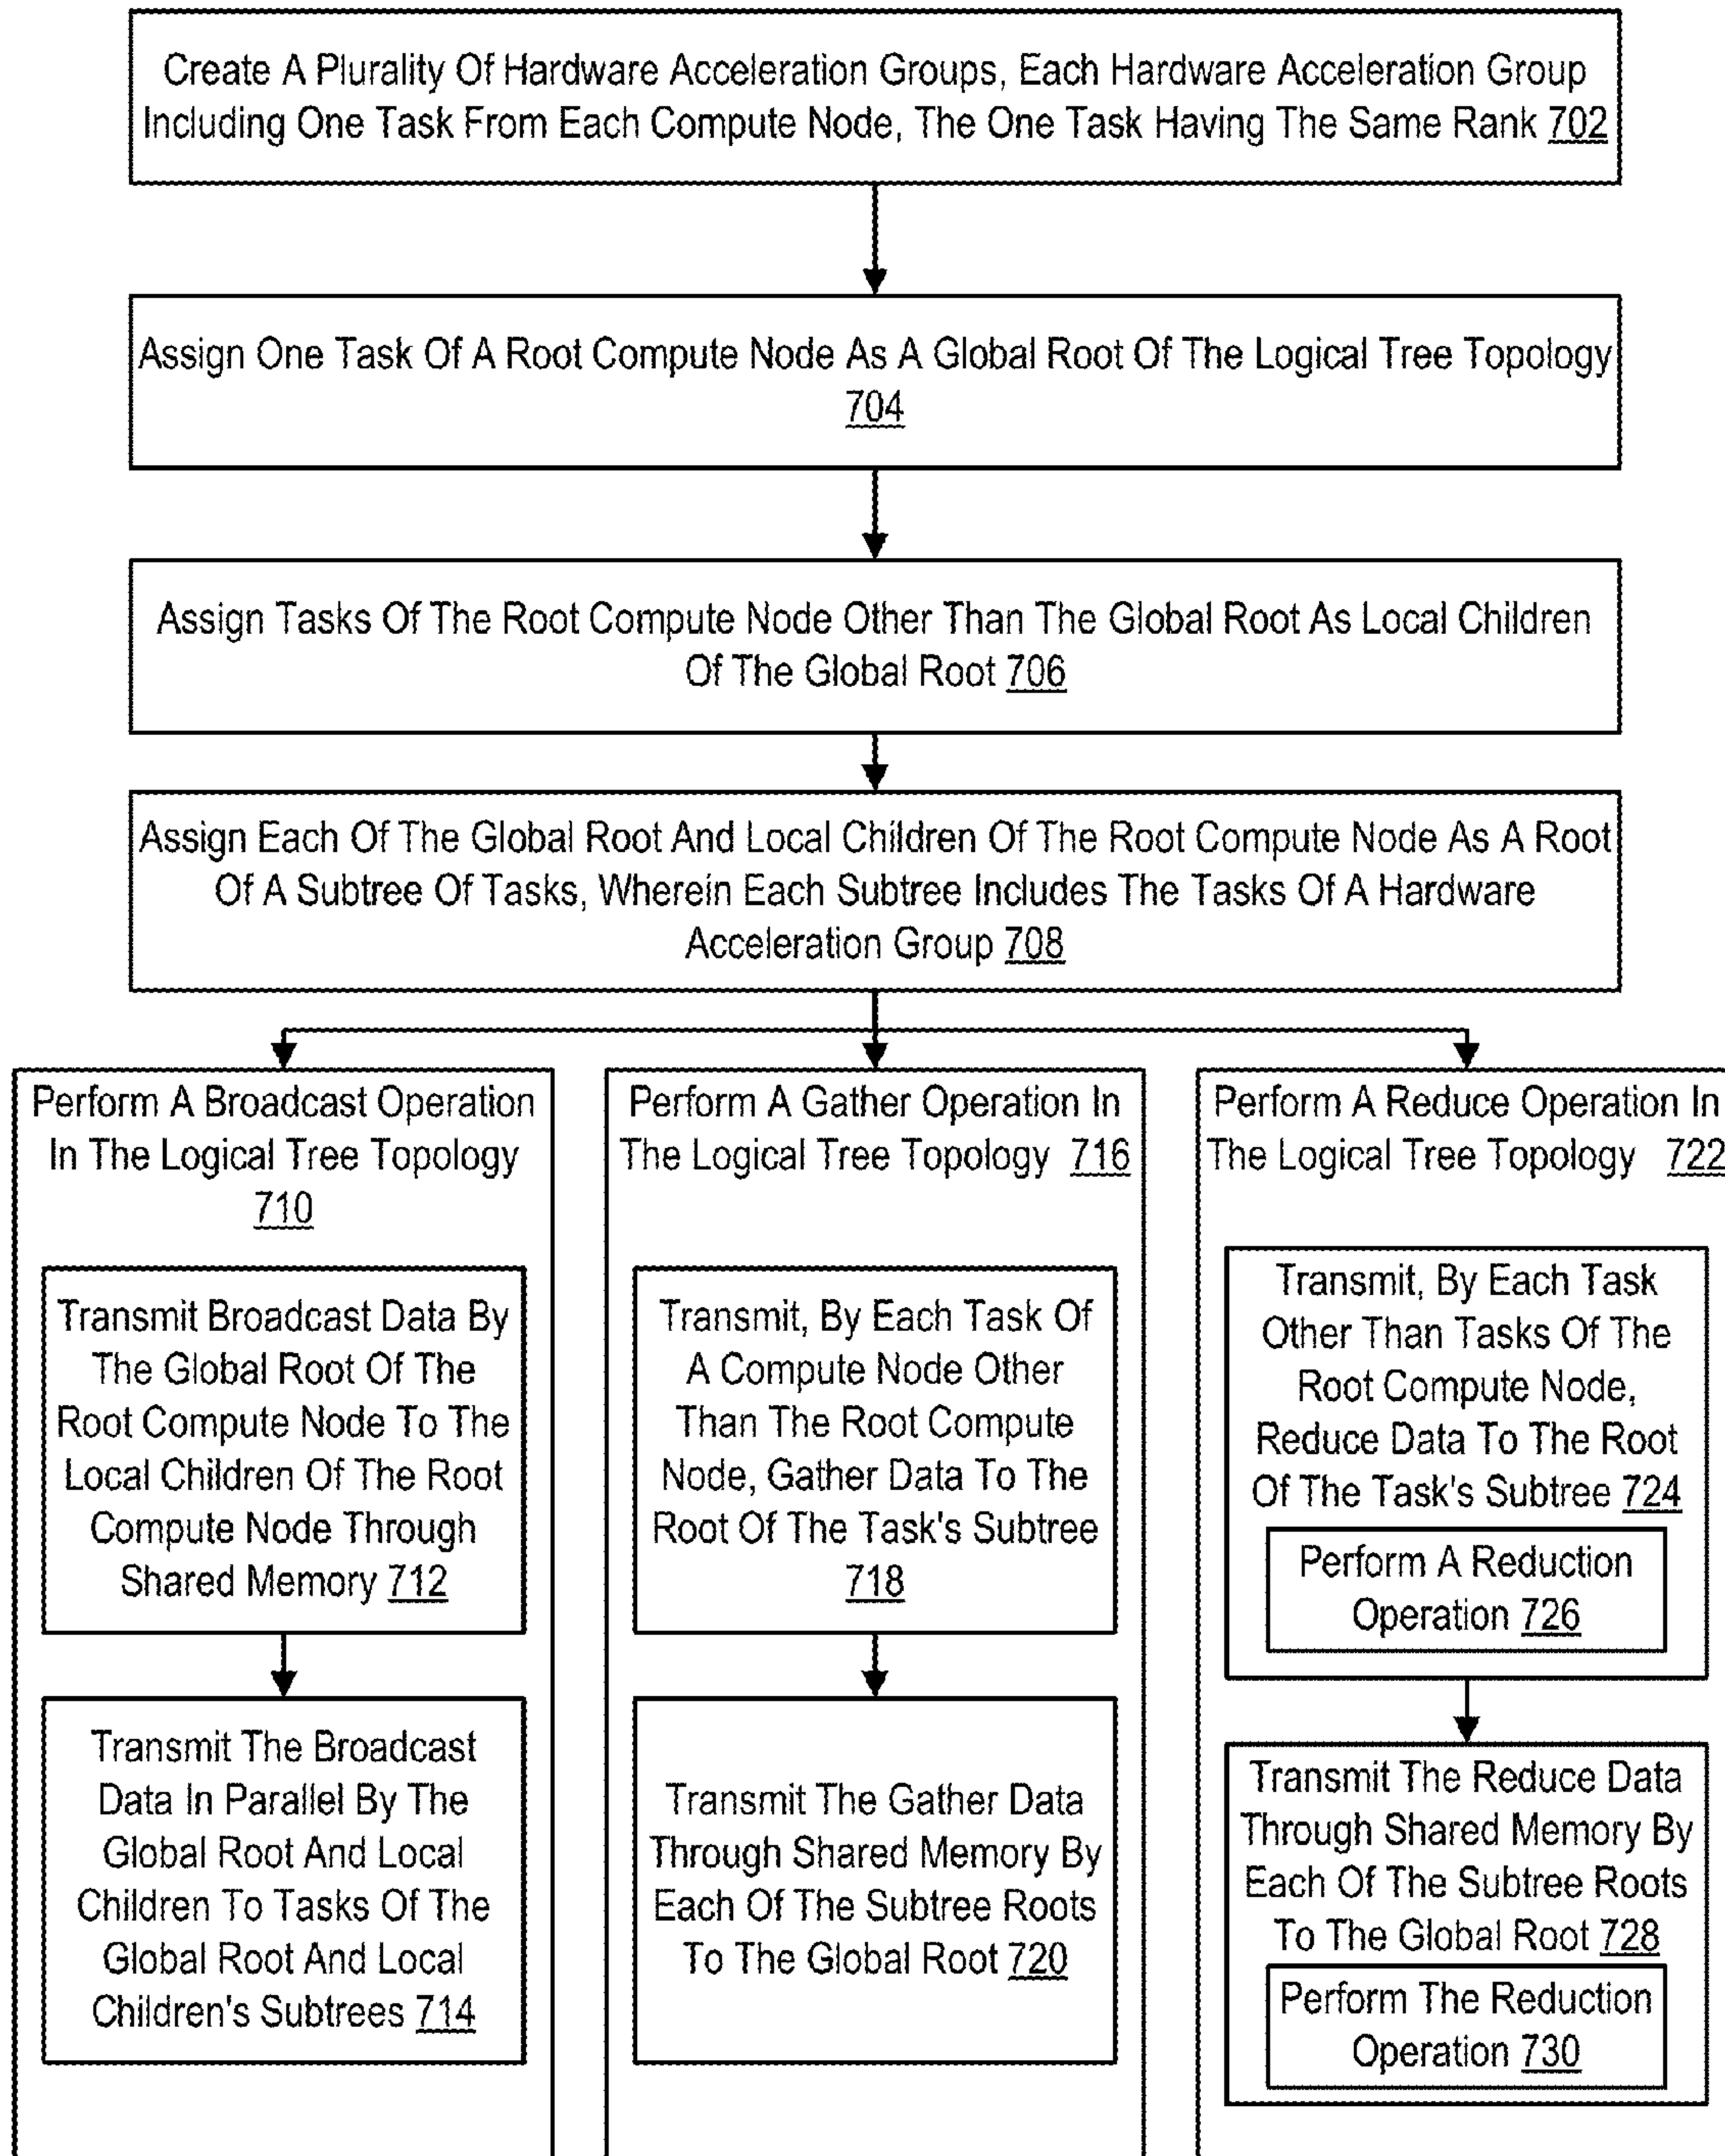 Create A Plurality Of Hardware Acceleration Groups, Each Hardware Acceleration Group
Including One Task From Each Compute Node, The One Task Having The Same Rank 702
Assign One Task Of A Root Compute Node As A Global Root Of The Logical Tree Topology
704
Assign Tasks Of The Root Compute Node Other Than The Global Root As Local Children
Of The Global Root 706
Assign Each Of The Global Root And Local Children Of The Root Compute Node As A Root
Of A Subtree Of Tasks, Wherein Each Subtree Includes The Tasks Of A Hardware
Acceleration Group 708
Perform A Broadcast Operation
In The Logical Tree Topology
710
Transmit Broadcast Data By
The Global Root Of The
Root Compute Node To The
Local Children Of The Root
Compute Node Through
Shared Memory 712
Transmit The Broadcast
Data In Parallel By The
Global Root And Local
Children To Tasks Of The
Global Root And Local
Children's Subtrees 714
Perform A Gather Operation In
The Logical Tree Topology 716
Transmit, By Each Task Of
A Compute Node Other
Than The Root Compute
Node, Gather Data To The
Root Of The Task's Subtree
718
Transmit The Gather Data
Through Shared Memory By
Each Of The Subtree Roots
To The Global Root 720
Perform A Reduce Operation In
The Logical Tree Topology 722
Transmit, By Each Task
Other Than Tasks Of The
Root Compute Node,
Reduce Data To The Root
Of The Task's Subtree 724
Perform A Reduction
Operation 726
Transmit The Reduce Data
Through Shared Memory By
Each Of The Subtree Roots
To The Global Root 728
Perform The Reduction
Operation 730